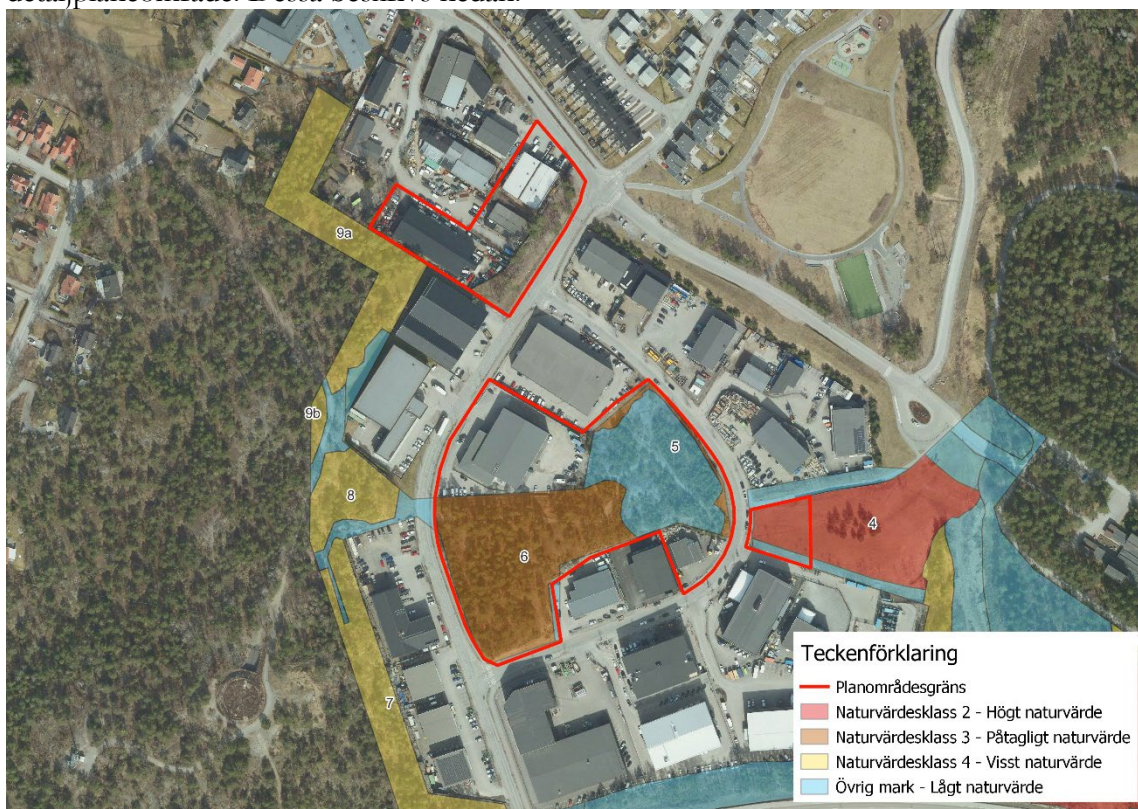 9a
9b
5
8
4
6
7
Teckenförklaring
Planområdesgräns
Naturvärdesklass 2 - Högt naturvärde
Naturvärdesklass 3 - Påtagligt naturvärde
Naturvärdesklass 4 - Visst naturvärde
Övrig mark - Lågt naturvärde